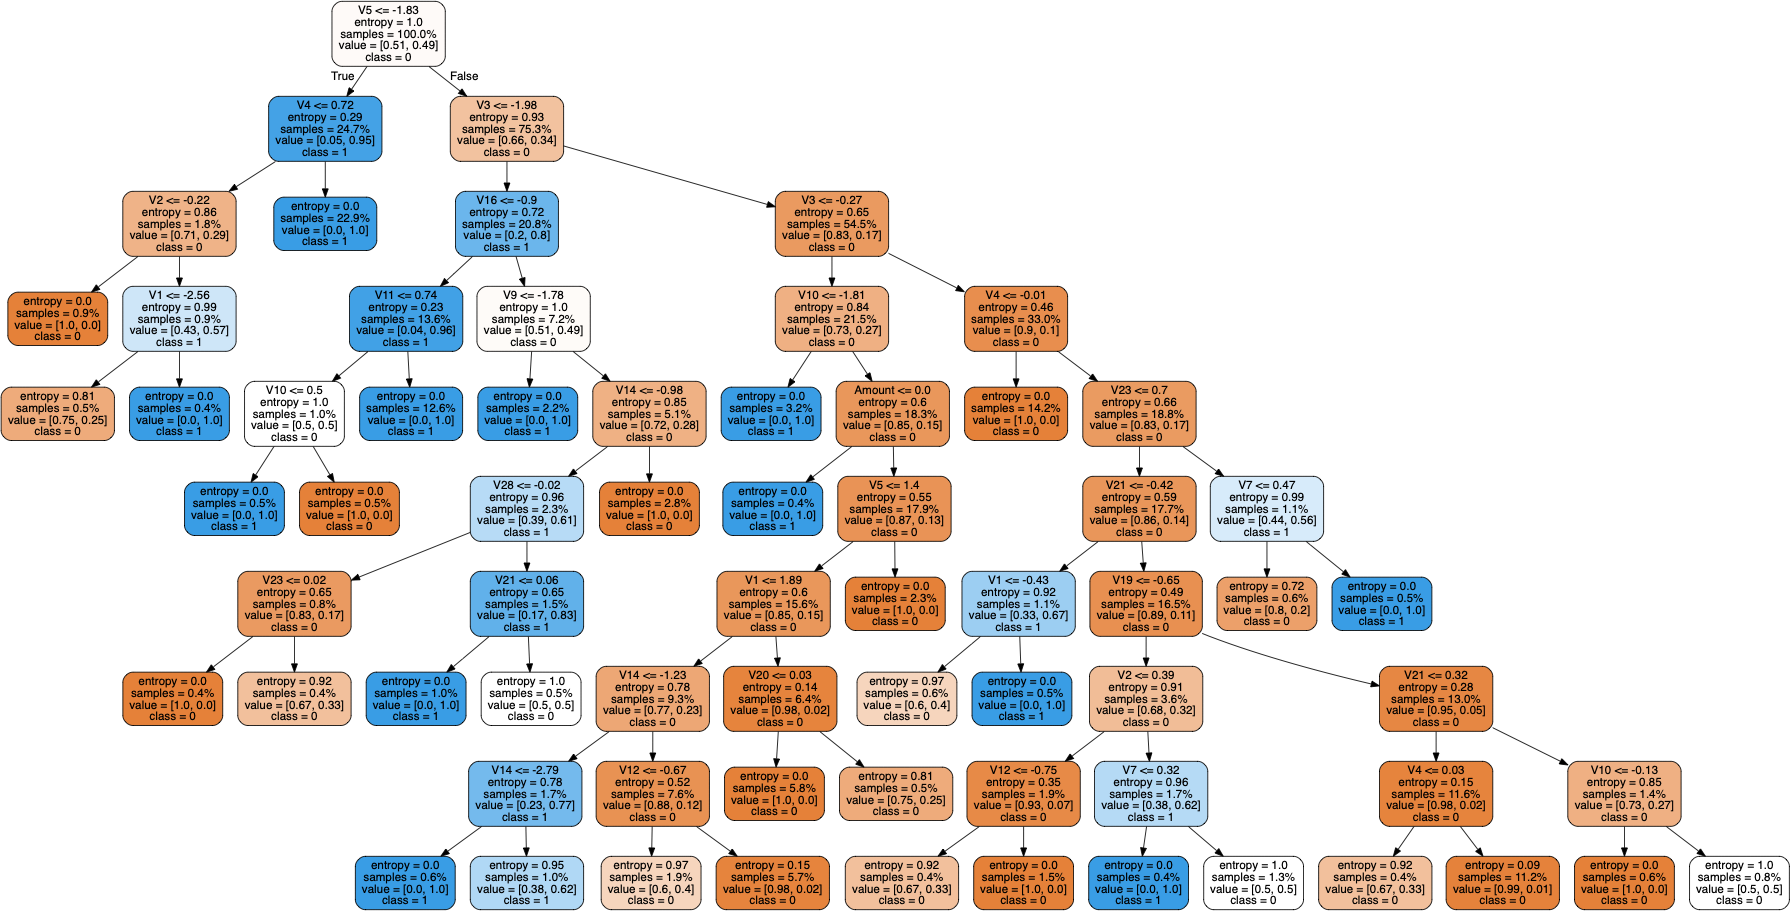 V5 <= -1.83
entropy = 1.0
samples = 100.0%
value = [0.51, 0.49]
class = 0
True
False
V4 <= 0.72
entropy = 0.29
samples = 24.7%
value = [0.05, 0.95]
class = 1
V3 <= -1.98
entropy = 0.93
samples = 75.3%
value = [0.66, 0.34]
class = 0
V2 <= -0.22
entropy = 0.86
samples = 1.8%
value = [0.71, 0.29]
class = 0
entropy = 0.0
samples = 22.9%
value = [0.0, 1.0]
class = 1
V16 <= -0.9
entropy = 0.72
samples = 20.8%
value = [0.2, 0.8]
class = 1
V3 <= -0.27
entropy = 0.65
samples = 54.5%
value = [0.83, 0.17]
class = 0
entropy = 0.0
samples = 0.9%
value = [1.0, 0.0]
class = 0
V1 <= -2.56
entropy = 0.99
samples = 0.9%
value = [0.43, 0.57]
class = 1
V11 <= 0.74
entropy = 0.23
samples = 13.6%
value = [0.04, 0.96]
class = 1
V9 <= -1.78
entropy = 1.0
samples = 7.2%
value = [0.51, 0.49]
class = 0
V10 <= -1.81
entropy = 0.84
samples = 21.5%
value = [0.73, 0.27]
class = 0
V4 <= -0.01
entropy = 0.46
samples = 33.0%
value = [0.9, 0.1]
class = 0
entropy = 0.81
samples = 0.5%
value = [0.75, 0.25]
class = 0
entropy = 0.0
samples = 0.4%
value = [0.0, 1.0]
class = 1
V10 <= 0.5
entropy = 1.0
samples = 1.0%
value = [0.5, 0.5]
class = 0
entropy = 0.0
samples = 12.6%
value = [0.0, 1.0]
class = 1
entropy = 0.0
samples = 2.2%
value = [0.0, 1.0]
class = 1
V14 <= -0.98
entropy = 0.85
samples = 5.1%
value = [0.72, 0.28]
class = 0
entropy = 0.0
samples = 3.2%
value = [0.0, 1.0]
class = 1
Amount <= 0.0
entropy = 0.6
samples = 18.3%
value = [0.85, 0.15]
class = 0
entropy = 0.0
samples = 14.2%
value = [1.0, 0.0]
class = 0
V23 <= 0.7
entropy = 0.66
samples = 18.8%
value = [0.83, 0.17]
class = 0
entropy = 0.0
samples = 0.5%
value = [0.0, 1.0]
class = 1
entropy = 0.0
samples = 0.5%
value = [1.0, 0.0]
class = 0
V28 <= -0.02
entropy = 0.96
samples = 2.3%
value = [0.39, 0.61]
class = 1
entropy = 0.0
samples = 2.8%
value = [1.0, 0.0]
class = 0
entropy = 0.0
samples = 0.4%
value = [0.0, 1.0]
class = 1
V5 <= 1.4
entropy = 0.55
samples = 17.9%
value = [0.87, 0.13]
class = 0
V21 <= -0.42
entropy = 0.59
samples = 17.7%
value = [0.86, 0.14]
class = 0
V7 <= 0.47
entropy = 0.99
samples = 1.1%
value = [0.44, 0.56]
class = 1
V23 <= 0.02
entropy = 0.65
samples = 0.8%
value = [0.83, 0.17]
class = 0
V21 <= 0.06
entropy = 0.65
samples = 1.5%
value = [0.17, 0.83]
class = 1
V1 <= 1.89
entropy = 0.6
samples = 15.6%
value = [0.85, 0.15]
class = 0
entropy = 0.0
samples = 2.3%
value = [1.0, 0.0]
class = 0
V1 <= -0.43
entropy = 0.92
samples = 1.1%
value = [0.33, 0.67]
class = 1
V19 <= -0.65
entropy = 0.49
samples = 16.5%
value = [0.89, 0.11]
class = 0
entropy = 0.72
samples = 0.6%
value = [0.8, 0.2]
class = 0
entropy = 0.0
samples = 0.5%
value = [0.0, 1.0]
class = 1
entropy = 0.0
samples = 0.4%
value = [1.0, 0.0]
class = 0
entropy = 0.92
samples = 0.4%
value = [0.67, 0.33]
class = 0
entropy = 0.0
samples = 1.0%
value = [0.0, 1.0]
class = 1
entropy = 1.0
samples = 0.5%
value = [0.5, 0.5]
class = 0
V14 <= -1.23
entropy = 0.78
samples = 9.3%
value = [0.77, 0.23]
class = 0
V20 <= 0.03
entropy = 0.14
samples = 6.4%
value = [0.98, 0.02]
class = 0
entropy = 0.97
samples = 0.6%
value = [0.6, 0.4]
class = 0
entropy = 0.0
samples = 0.5%
value = [0.0, 1.0]
class = 1
V2 <= 0.39
entropy = 0.91
samples = 3.6%
value = [0.68, 0.32]
class = 0
V21 <= 0.32
entropy = 0.28
samples = 13.0%
value = [0.95, 0.05]
class = 0
V14 <= -2.79
entropy = 0.78
samples = 1.7%
value = [0.23, 0.77]
class = 1
V12 <= -0.67
entropy = 0.52
samples = 7.6%
value = [0.88, 0.12]
class = 0
entropy = 0.0
samples = 5.8%
value = [1.0, 0.0]
class = 0
entropy = 0.81
samples = 0.5%
value = [0.75, 0.25]
class = 0
V12 <= -0.75
entropy = 0.35
samples = 1.9%
value = [0.93, 0.07]
class = 0
V7 <= 0.32
entropy = 0.96
samples = 1.7%
value = [0.38, 0.62]
class = 1
V4 <= 0.03
entropy = 0.15
samples = 11.6%
value = [0.98, 0.02]
class = 0
V10 <= -0.13
entropy = 0.85
samples = 1.4%
value = [0.73, 0.27]
class = 0
entropy = 0.0
samples = 0.6%
value = [0.0, 1.0]
class = 1
entropy = 0.95
samples = 1.0%
value = [0.38, 0.62]
class = 1
entropy = 0.97
samples = 1.9%
value = [0.6, 0.4]
class = 0
entropy = 0.15
samples = 5.7%
value = [0.98, 0.02]
class = 0
entropy = 0.92
samples = 0.4%
value = [0.67, 0.33]
class = 0
entropy = 0.0
samples = 1.5%
value = [1.0, 0.0]
class = 0
entropy = 0.0
samples = 0.4%
value = [0.0, 1.0]
class = 1
entropy = 1.0
samples = 1.3%
value = [0.5, 0.5]
class = 0
entropy = 0.92
samples = 0.4%
value = [0.67, 0.33]
class = 0
entropy = 0.09
samples = 11.2%
value = [0.99, 0.01]
class = 0
entropy = 0.0
samples = 0.6%
value = [1.0, 0.0]
class = 0
entropy = 1.0
samples = 0.8%
value = [0.5, 0.5]
class = 0